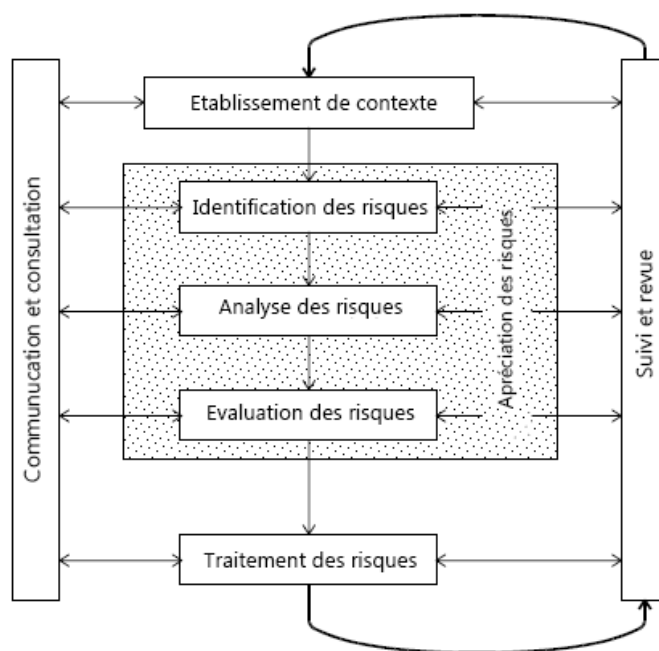 Etablissement de contexte
Identification des risques
Analyse des risques
Evaluation des risques
Traitement des risques
Communucation et consultation
Apréciation des risques
Suivi et revue